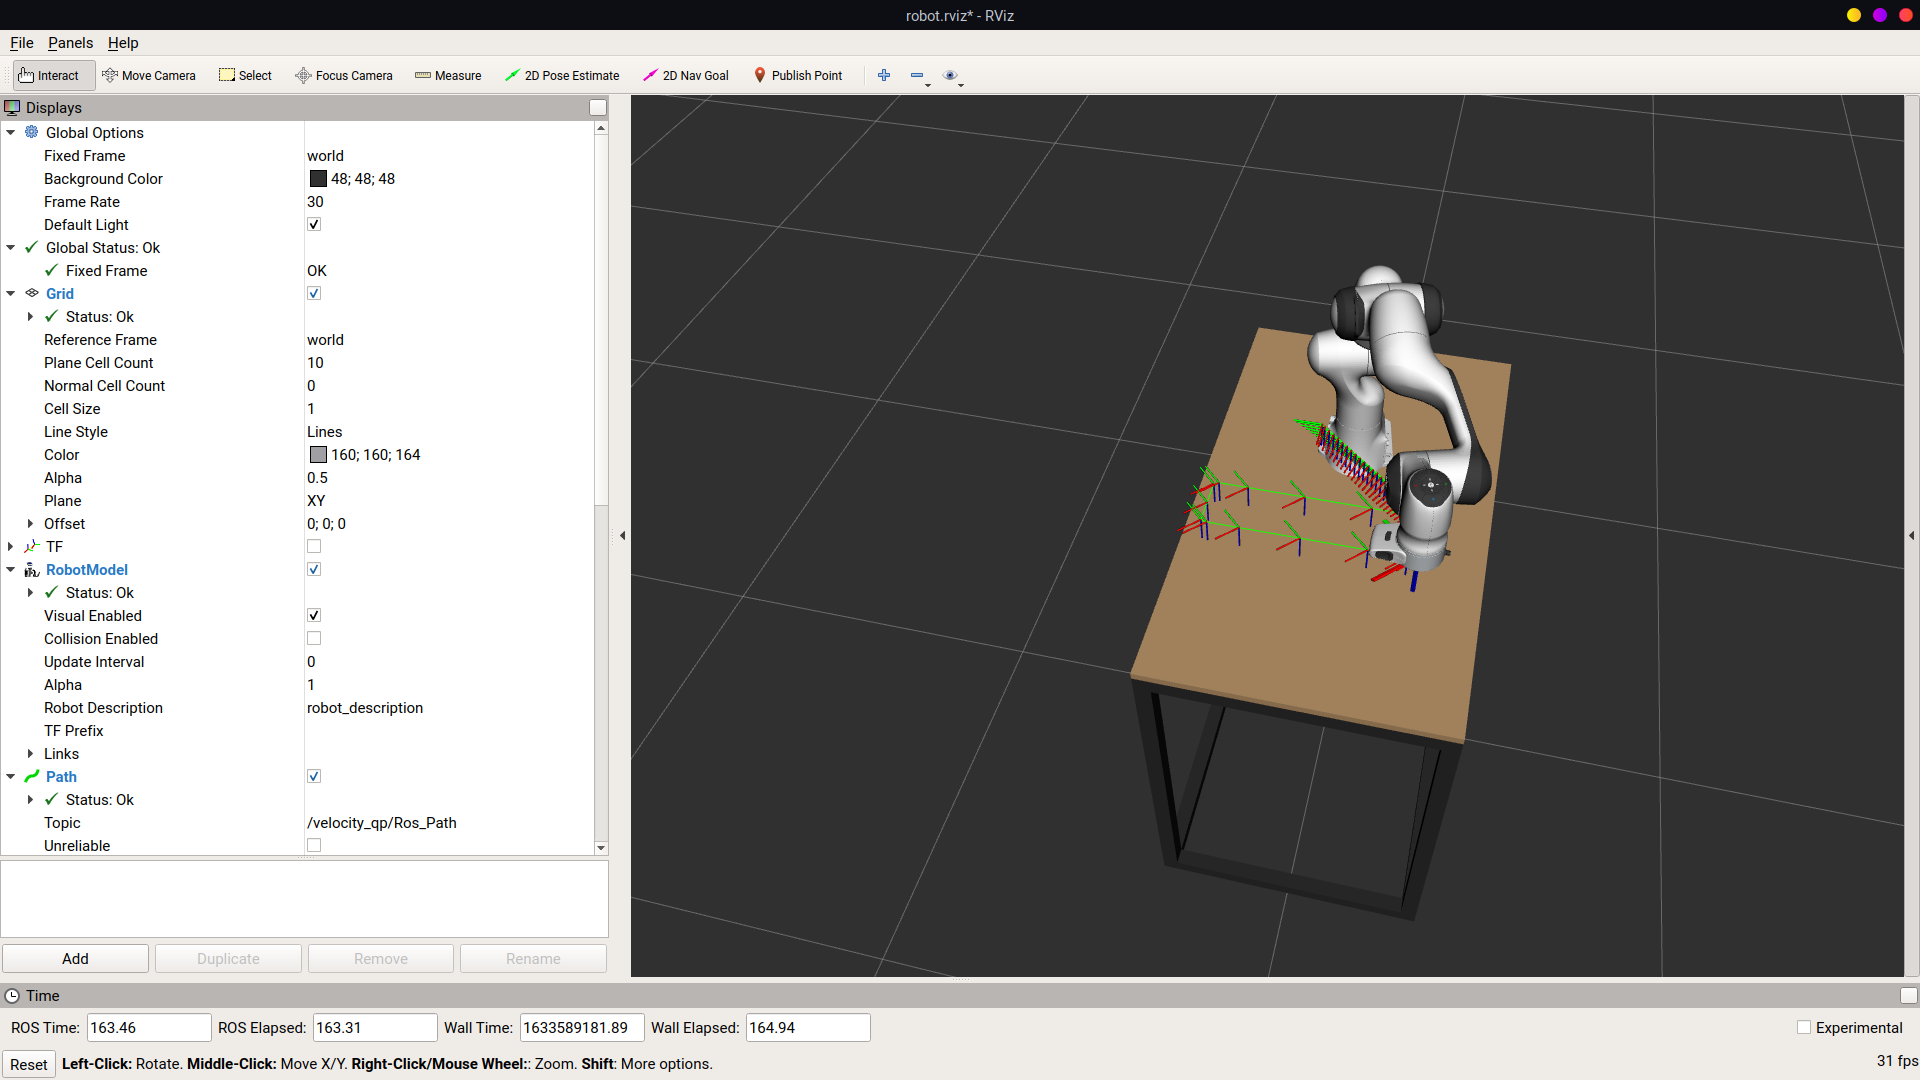 robot.rviz* - RViz
File Panels Help
Interact Move Camera Select Focus Camera Measure 2D Pose Estimate 2D Nav Goal Publish Point
Displays
Global Options
Fixed Frame world
Background Color 48; 48; 48
Frame Rate 30
Default Light
Global Status: Ok
Fixed Frame OK
Grid
Status: Ok
Reference Frame world
Plane Cell Count 10
Normal Cell Count 0
Cell Size 1
Line Style Lines
Color 160; 160; 164
Alpha 0.5
Plane XY
Offset 0; 0; 0
TF
RobotModel
Status: Ok
Visual Enabled
Collision Enabled
Update Interval 0
Alpha 1
Robot Description robot_description
TF Prefix
Links
Path
Status: Ok
Topic /velocity_qp/Ros_Path
Unreliable
Add Duplicate Remove Rename
Time
ROS Time: 163.46 ROS Elapsed: 163.31 Wall Time: 1633589181.89 Wall Elapsed: 164.94 Experimental
Reset Left-Click: Rotate. Middle-Click: Move X/Y. Right-Click/Mouse Wheel:: Zoom. Shift: More options. 31 fps